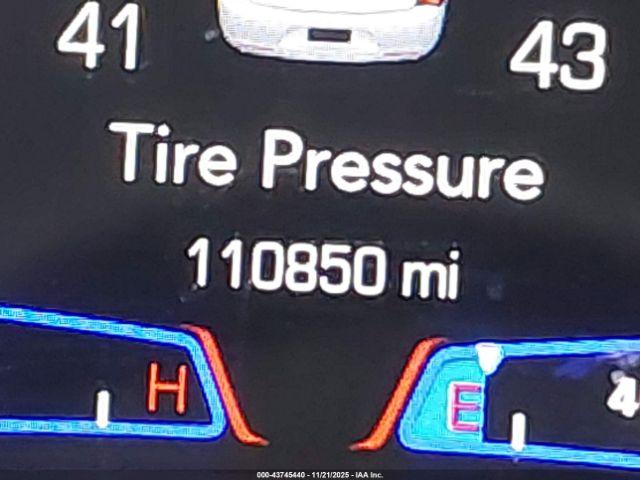 41 43
Tire Pressure
110850 mi
H E
000-43745440 - 11/21/2025 - IAA Inc.